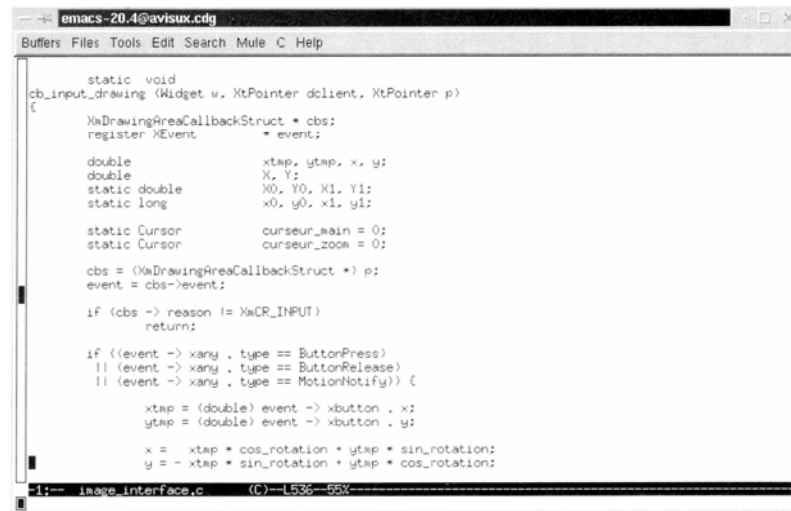 emacs-20.4@avisux.cdg
Buffers Files Tools Edit Search Mule C Help
static void
cb_input_drawing (Widget w, XtPointer dclient, XtPointer p)
{
XmDrawingAreaCallbackStruct * cbs;
register XEvent * event;
double xtmp, ytmp, x, y;
double X, Y;
static double X0, Y0, X1, Y1;
static long x0, y0, x1, y1;
static Cursor curseur_main = 0;
static Cursor curseur_zoom = 0;
cbs = (XmDrawingAreaCallbackStruct *) p;
event = cbs->event;
if (cbs -> reason != XmCR_INPUT)
return;
if ((event -> xany . type == ButtonPress)
|| (event -> xany . type == ButtonRelease)
|| (event -> xany . type == MotionNotify)) {
xtmp = (double) event -> xbutton . x;
ytmp = (double) event -> xbutton . y;
x = xtmp * cos_rotation + ytmp * sin_rotation;
y = - xtmp * sin_rotation + ytmp * cos_rotation;
-1:-- image_interface.c (C)--L536--55%--------------------